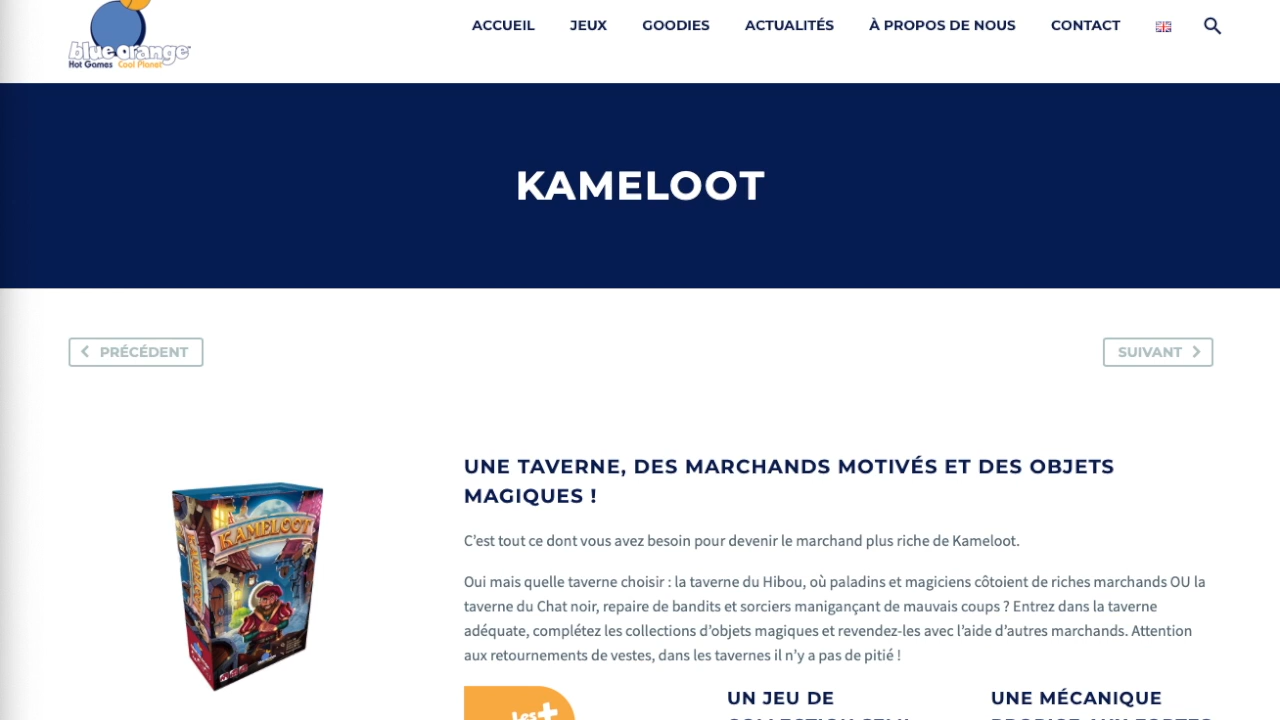 blue orange
Hot Games Cool Planet
ACCUEIL JEUX GOODIES ACTUALITÉS À PROPOS DE NOUS CONTACT
KAMELOOT
PRÉCÉDENT
SUIVANT
UNE TAVERNE, DES MARCHANDS MOTIVÉS ET DES OBJETS
MAGIQUES !
C'est tout ce dont vous avez besoin pour devenir le marchand plus riche de Kameloot.
Oui mais quelle taverne choisir : la taverne du Hibou, où paladins et magiciens côtoient de riches marchands OU la
taverne du Chat noir, repaire de bandits et sorciers manigançant de mauvais coups ? Entrez dans la taverne
adéquate, complétez les collections d'objets magiques et revendez-les avec l'aide d'autres marchands. Attention
aux retournements de vestes, dans les tavernes il n'y a pas de pitié !
KAMELOOT
KAMELOOT
Les +
UN JEU DE
UNE MÉCANIQUE